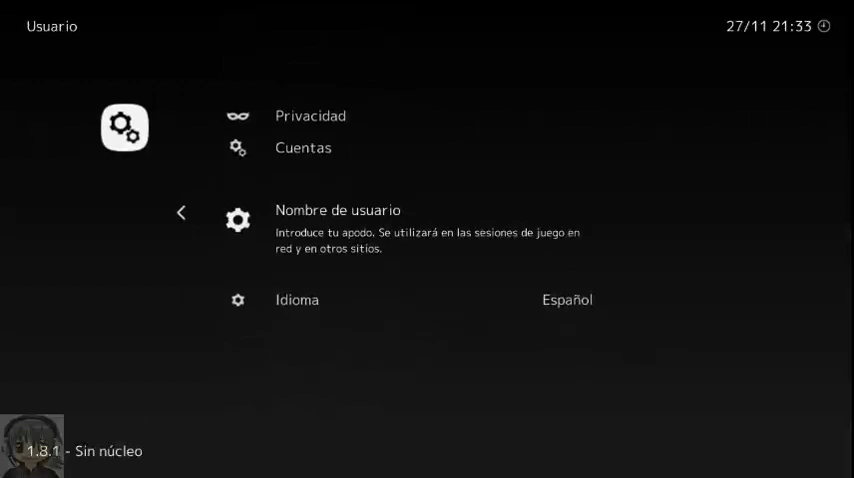 Usuario
27/11 21:33
Privacidad
Cuentas
Nombre de usuario
Introduce tu apodo. Se utilizará en las sesiones de juego en
red y en otros sitios.
Idioma Español
1.8.1 - Sin núcleo